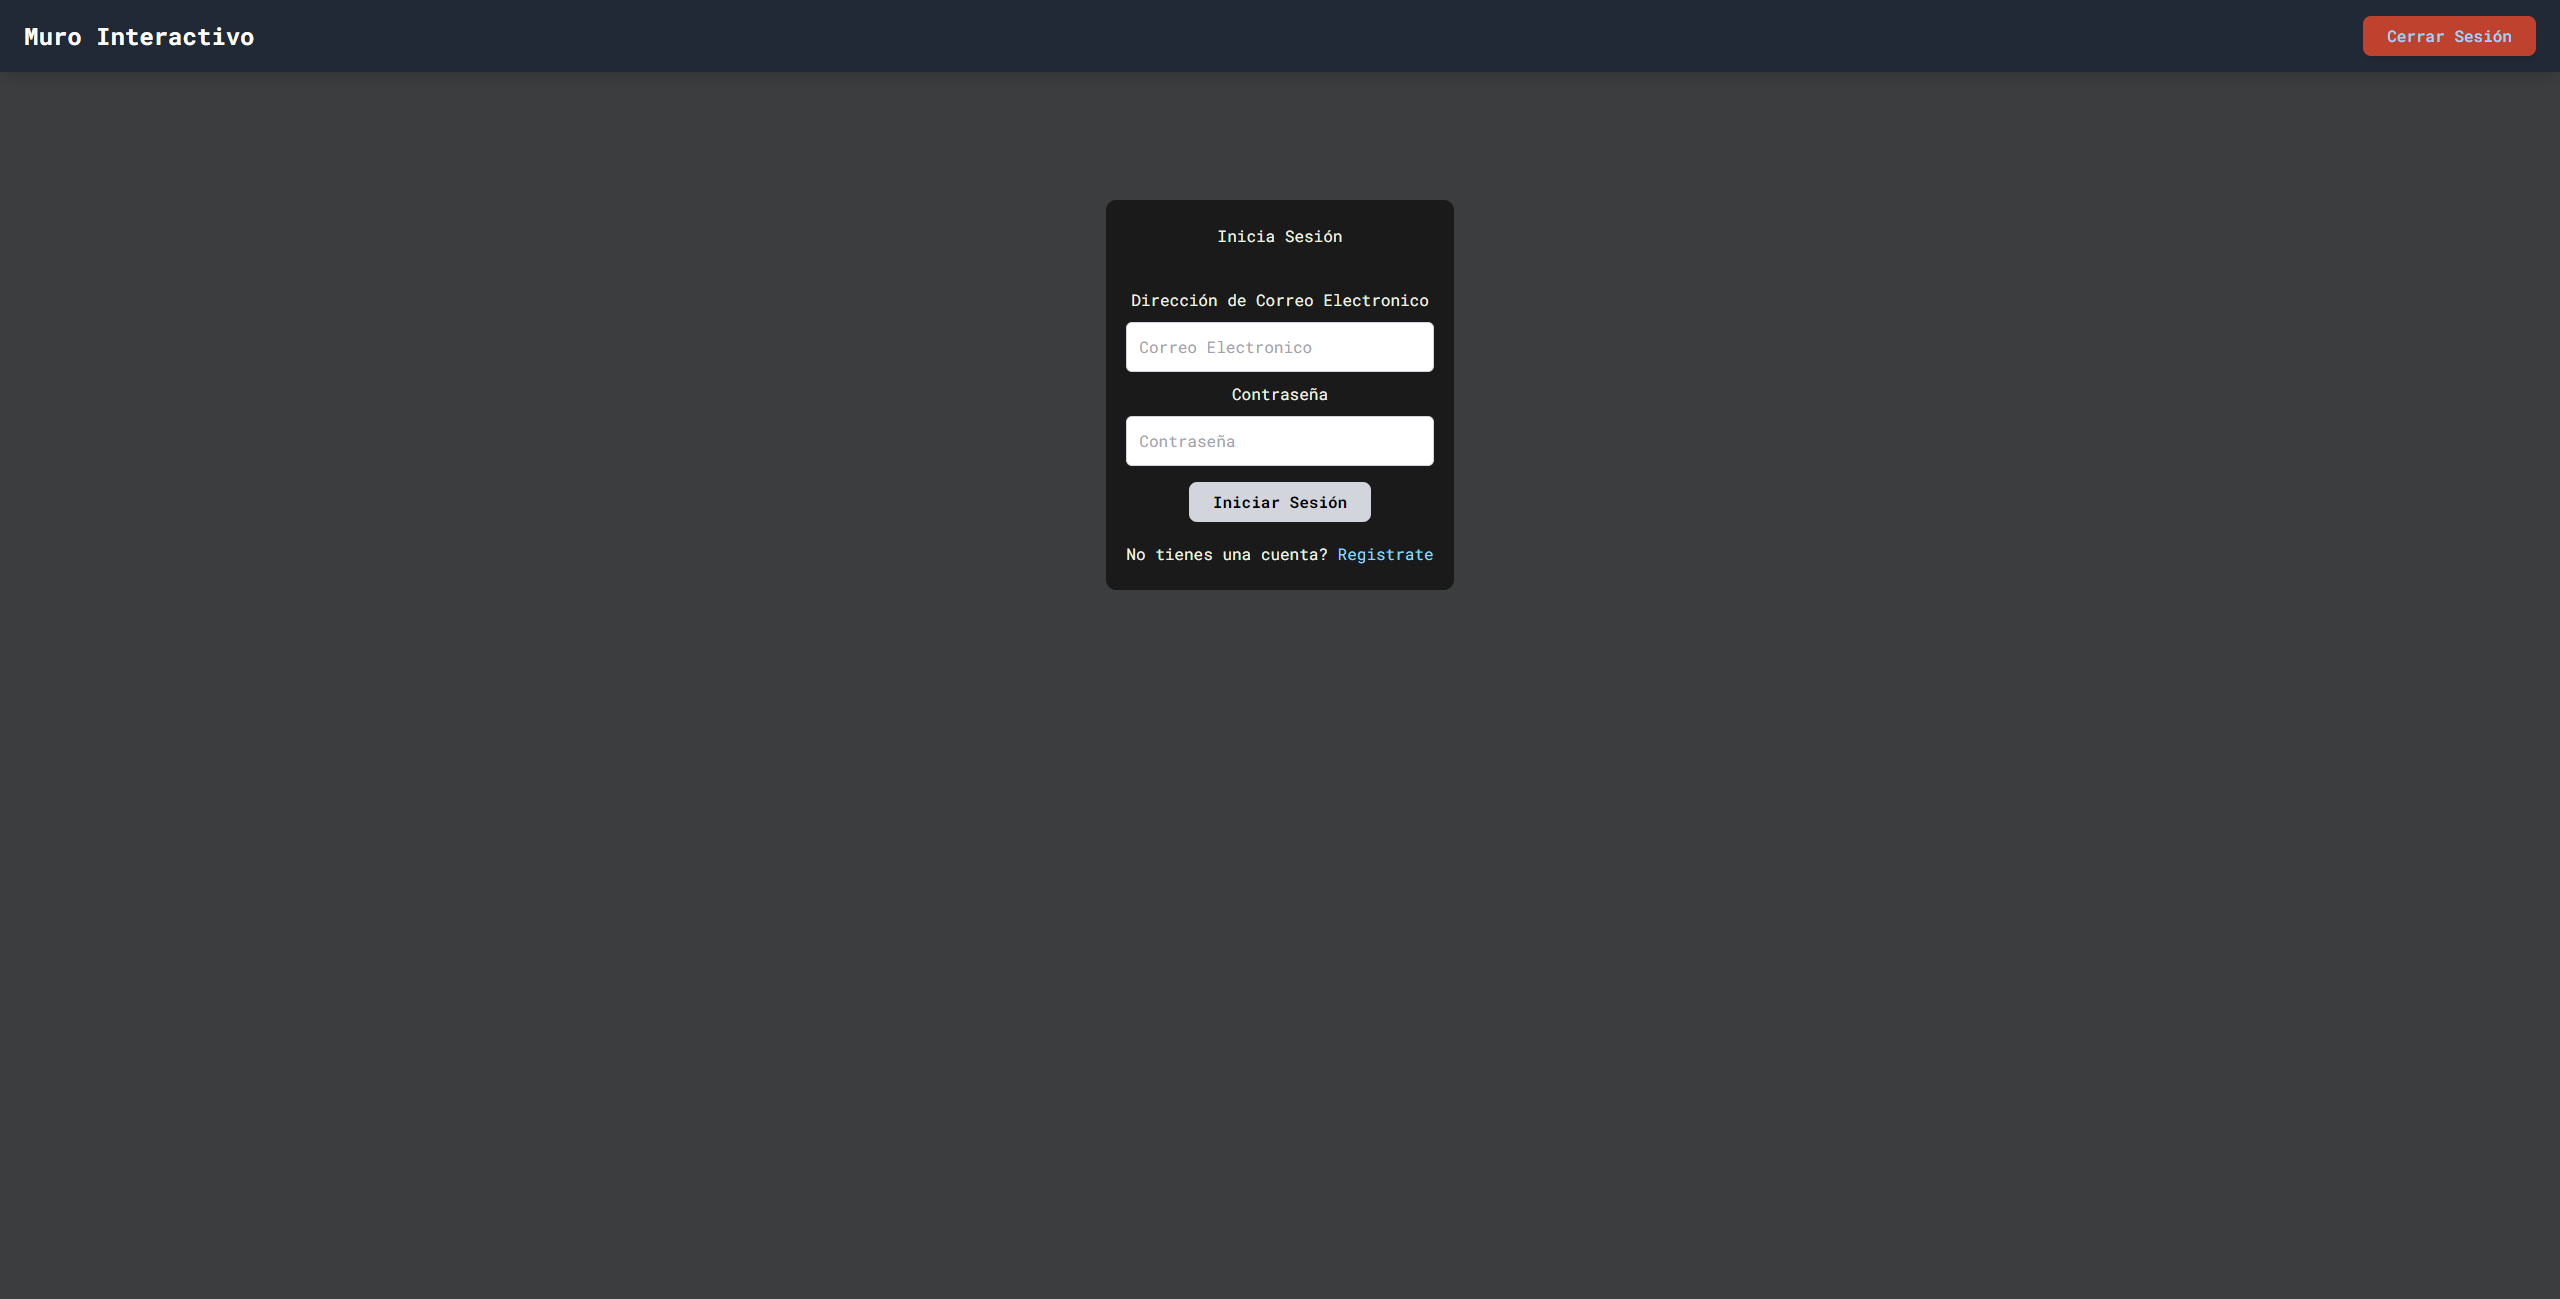 Muro Interactivo
Cerrar Sesión
Inicia Sesión
Dirección de Correo Electronico
Correo Electronico
Contraseña
Contraseña
Iniciar Sesión
No tienes una cuenta? Registrate